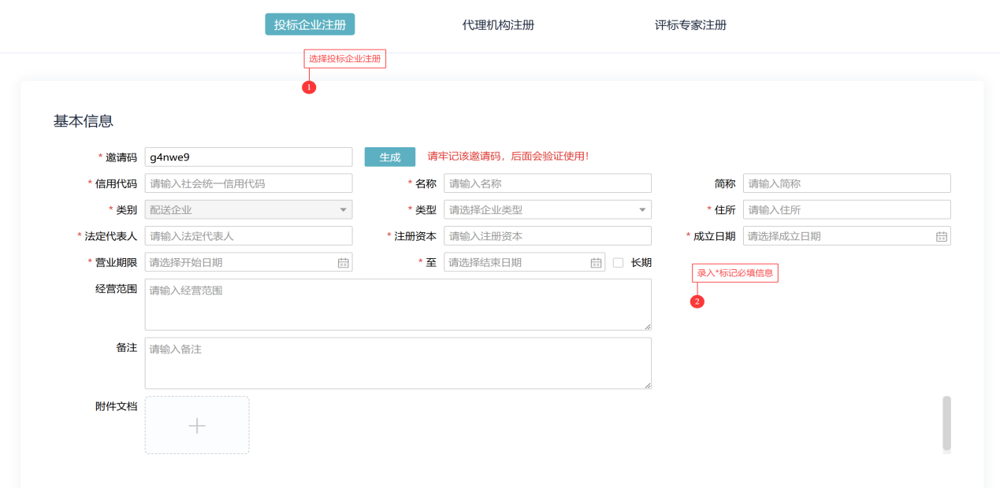 投标企业注册 代理机构注册 评标专家注册
选择投标企业注册
1
基本信息
* 邀请码 g4nwe9 生成 请牢记该邀请码，后面会验证使用！
* 信用代码 请输入社会统一信用代码 * 名称 请输入名称 简称 请输入简称
* 类别 配送企业 * 类型 请选择企业类型 * 住所 请输入住所
* 法定代表人 请输入法定代表人 * 注册资本 请输入注册资本 * 成立日期 请选择成立日期
* 营业期限 请选择开始日期 * 至 请选择结束日期 长期
录入*标记必填信息
2
经营范围 请输入经营范围
备注 请输入备注
附件文档